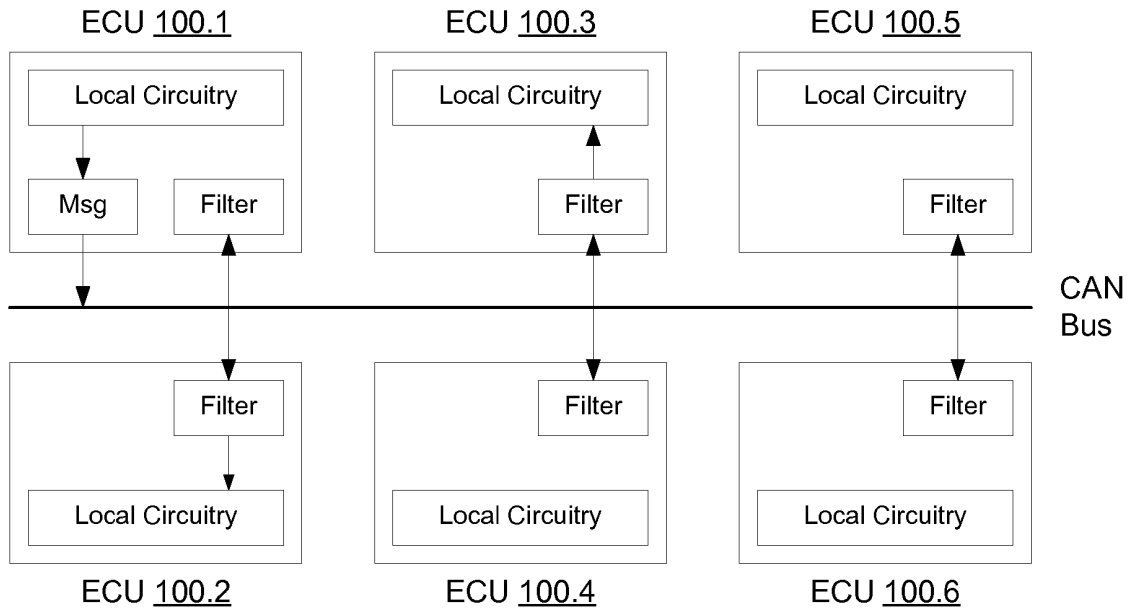 ECU 100.1
ECU 100.3
ECU 100.5
Local Circuitry
Local Circuitry
Local Circuitry
Msg
Filter
Filter
Filter
CAN
Bus
Filter
Filter
Filter
Local Circuitry
Local Circuitry
Local Circuitry
ECU 100.2
ECU 100.4
ECU 100.6